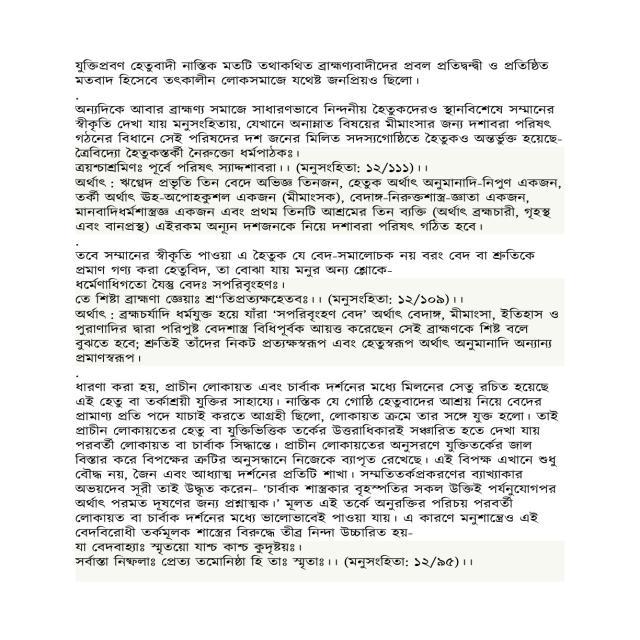 যুক্তিপ্রবণ হেতুবাদী নাস্তিক মতটি তথাকথিত ব্রাহ্মণ্যবাদীদের প্রবল প্রতিদ্বন্দ্বী ও প্রতিষ্ঠিত
মতবাদ হিসেবে তৎকালীন লোকসমাজে যথেষ্ট জনপ্রিয়ও ছিলো।
.
অন্যদিকে আবার ব্রাহ্মণ্য সমাজে সাধারণভাবে নিন্দনীয় হৈতুকদেরও স্থানবিশেষে সম্মানের
স্বীকৃতি দেখা যায় মনুসংহিতায়, যেখানে অনাম্নাত বিষয়ের মীমাংসার জন্য দশাবরা পরিষৎ
গঠনের বিধানে সেই পরিষদের দশ জনের মিলিত সদস্যগোষ্ঠিতে হৈতুকও অন্তর্ভুক্ত হয়েছে-
ত্রৈবিদ্যো হৈতুকস্তর্কী নৈরুক্তো ধর্মপাঠকঃ।
ত্রয়শ্চাশ্রমিণঃ পূর্বে পরিষৎ স্যাদ্দশাবরা।। (মনুসংহিতা: ১২/১১১)।।
অর্থাৎ : ঋগ্বেদ প্রভৃতি তিন বেদে অভিজ্ঞ তিনজন, হেতুক অর্থাৎ অনুমানাদি-নিপুণ একজন,
তর্কী অর্থাৎ ঊহ-অপোহকুশল একজন (মীমাংসক), বেদাঙ্গ-নিরুক্তশাস্ত্র-জ্ঞাতা একজন,
মানবাদিধর্মশাস্ত্রজ্ঞ একজন এবং প্রথম তিনটি আশ্রমের তিন ব্যক্তি (অর্থাৎ ব্রহ্মচারী, গৃহস্থ
এবং বানপ্রস্থ) এইরকম অন্যূন দশজনকে নিয়ে দশাবরা পরিষৎ গঠিত হবে।
.
তবে সম্মানের স্বীকৃতি পাওয়া এ হৈতুক যে বেদ-সমালোচক নয় বরং বেদ বা শ্রুতিকে
প্রমাণ গণ্য করা হেতুবিদ, তা বোঝা যায় মনুর অন্য শ্লোকে-
ধর্মেণাধিগতো যৈস্তু বেদঃ সপরিবৃংহণঃ।
তে শিষ্টা ব্রাহ্মণা জ্ঞেয়াঃ শ্র“তিপ্রত্যক্ষহেতবঃ।। (মনুসংহিতা: ১২/১০৯)।।
অর্থাৎ : ব্রহ্মচর্যাদি ধর্মযুক্ত হয়ে যাঁরা ‘সপরিবৃংহণ বেদ’ অর্থাৎ বেদাঙ্গ, মীমাংসা, ইতিহাস ও
পুরাণাদির দ্বারা পরিপুষ্ট বেদশাস্ত্র বিধিপূর্বক আয়ত্ত করেছেন সেই ব্রাহ্মণকে শিষ্ট বলে
বুঝতে হবে; শ্রুতিই তাঁদের নিকট প্রত্যক্ষস্বরূপ এবং হেতুস্বরূপ অর্থাৎ অনুমানাদি অন্যান্য
প্রমাণস্বরূপ।
.
ধারণা করা হয়, প্রাচীন লোকায়ত এবং চার্বাক দর্শনের মধ্যে মিলনের সেতু রচিত হয়েছে
এই হেতু বা তর্কাশ্রয়ী যুক্তির সাহায্যে। নাস্তিক যে গোষ্ঠি হেতুবাদের আশ্রয় নিয়ে বেদের
প্রামাণ্য প্রতি পদে যাচাই করতে আগ্রহী ছিলো, লোকায়ত ক্রমে তার সঙ্গে যুক্ত হলো। তাই
প্রাচীন লোকায়তের হেতু বা যুক্তিভিত্তিক তর্কের উত্তরাধিকারই সঞ্চারিত হতে দেখা যায়
পরবর্তী লোকায়ত বা চার্বাক সিদ্ধান্তে। প্রাচীন লোকায়তের অনুসরণে যুক্তিতর্কের জাল
বিস্তার করে বিপক্ষের ত্রুটির অনুসন্ধানে নিজেকে ব্যাপৃত রেখেছে। এই বিপক্ষ এখানে শুধু
বৌদ্ধ নয়, জৈন এবং আধ্যাত্ম দর্শনের প্রতিটি শাখা। সম্মতিতর্কপ্রকরণের ব্যাখ্যাকার
অভয়দেব সূরী তাই উদ্ধৃত করেন- ‘চার্বাক শাস্ত্রকার বৃহস্পতির সকল উক্তিই পর্যনুযোগপর
অর্থাৎ পরমত দূষণের জন্য প্রশ্নাত্মক।’ মূলত এই তর্কে অনুরক্তির পরিচয় পরবর্তী
লোকায়ত বা চার্বাক দর্শনের মধ্যে ভালোভাবেই পাওয়া যায়। এ কারণে মনুশাস্ত্রেও এই
বেদবিরোধী তর্কমূলক শাস্ত্রের বিরুদ্ধে তীব্র নিন্দা উচ্চারিত হয়-
যা বেদবাহ্যাঃ স্মৃতয়ো যাশ্চ কাশ্চ কুদৃষ্টয়ঃ।
সর্বাস্তা নিষ্ফলাঃ প্রেত্য তমোনিষ্ঠা হি তাঃ স্মৃতাঃ।। (মনুসংহিতা: ১২/৯৫)।।